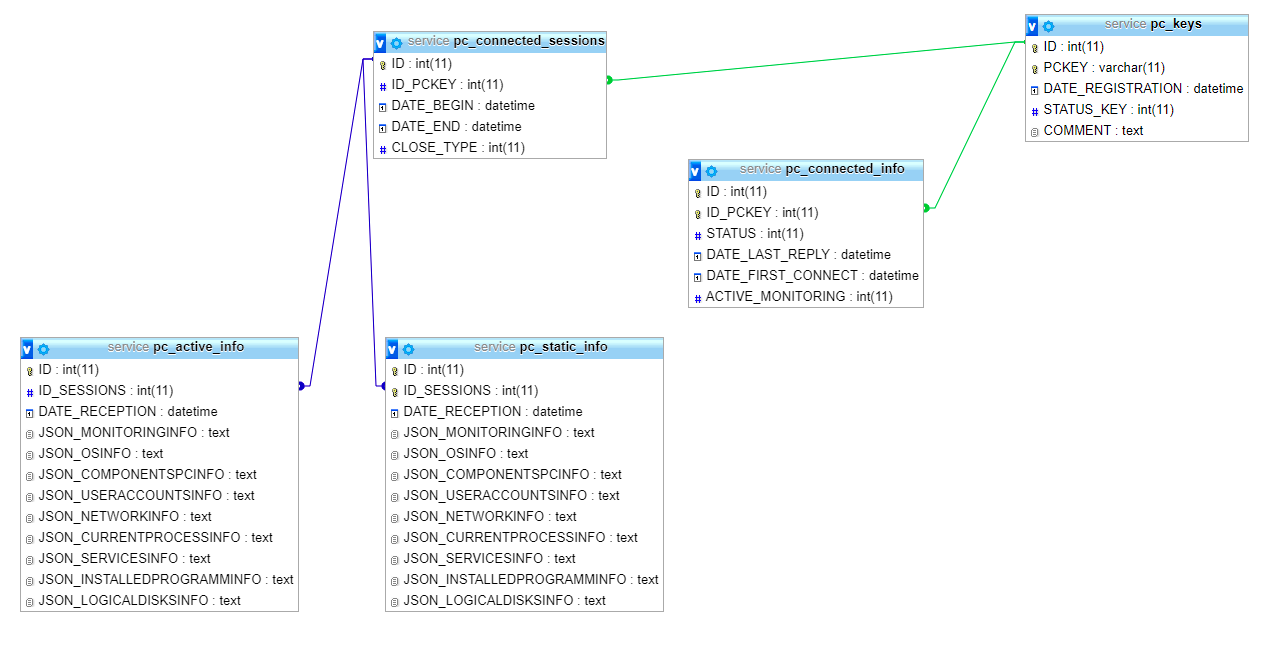 service pc_connected_sessions
ID : int(11)
ID_PCKEY : int(11)
DATE_BEGIN : datetime
DATE_END : datetime
CLOSE_TYPE : int(11)
service pc_keys
ID : int(11)
PCKEY : varchar(11)
DATE_REGISTRATION : datetime
STATUS_KEY : int(11)
COMMENT : text
service pc_connected_info
ID : int(11)
ID_PCKEY : int(11)
STATUS : int(11)
DATE_LAST_REPLY : datetime
DATE_FIRST_CONNECT : datetime
ACTIVE_MONITORING : int(11)
service pc_active_info
ID : int(11)
ID_SESSIONS : int(11)
DATE_RECEPTION : datetime
JSON_MONITORINGINFO : text
JSON_OSINFO : text
JSON_COMPONENTSPCINFO : text
JSON_USERACCOUNTSINFO : text
JSON_NETWORKINFO : text
JSON_CURRENTPROCESSINFO : text
JSON_SERVICESINFO : text
JSON_INSTALLEDPROGRAMMINFO : text
JSON_LOGICALDISKSINFO : text
service pc_static_info
ID : int(11)
ID_SESSIONS : int(11)
DATE_RECEPTION : datetime
JSON_MONITORINGINFO : text
JSON_OSINFO : text
JSON_COMPONENTSPCINFO : text
JSON_USERACCOUNTSINFO : text
JSON_NETWORKINFO : text
JSON_CURRENTPROCESSINFO : text
JSON_SERVICESINFO : text
JSON_INSTALLEDPROGRAMMINFO : text
JSON_LOGICALDISKSINFO : text